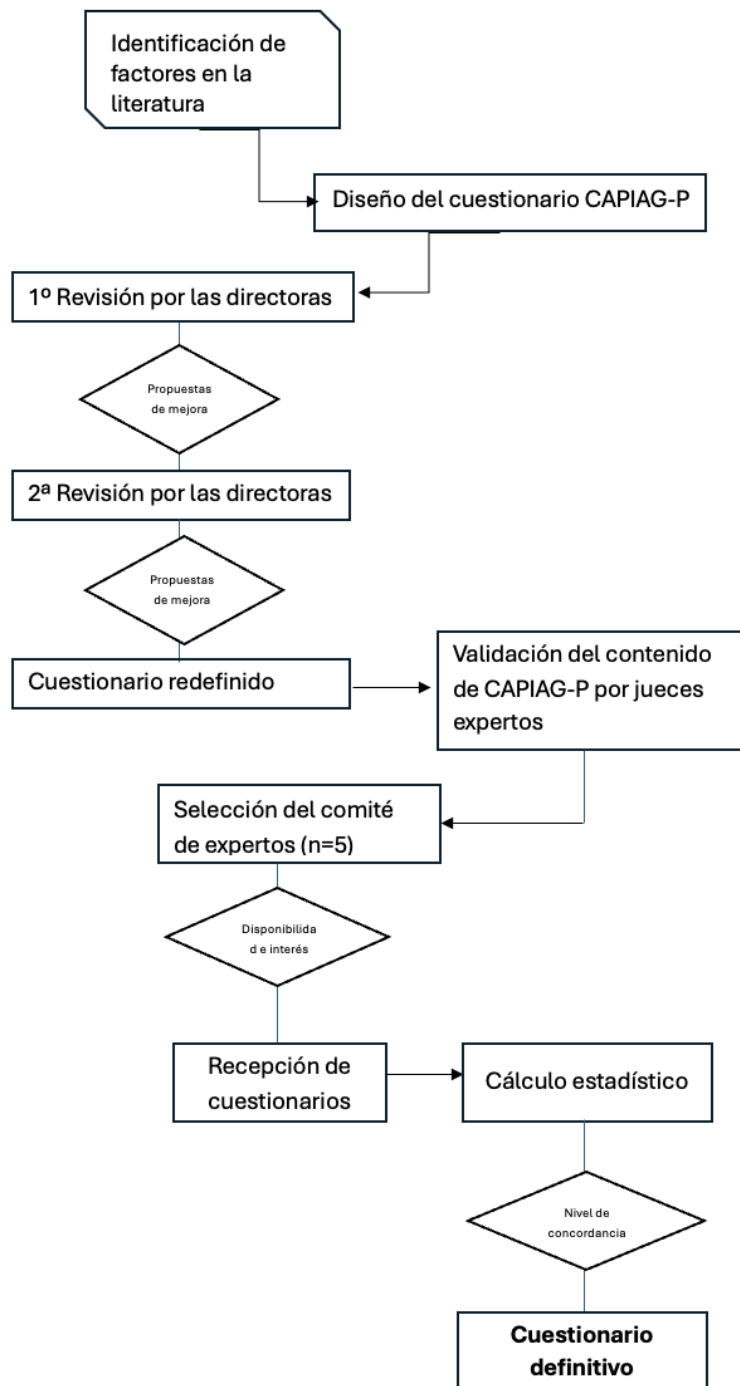 Identificación de
factores en la
literatura
Diseño del cuestionario CAPIAG-P
1º Revisión por las directoras
Propuestas
de mejora
2ª Revisión por las directoras
Propuestas
de mejora
Cuestionario redefinido
Validación del contenido
de CAPIAG-P por jueces
expertos
Selección del comité
de expertos (n=5)
Disponibilida
d e interés
Recepción de
cuestionarios
Cálculo estadístico
Nivel de
concordancia
Cuestionario
definitivo